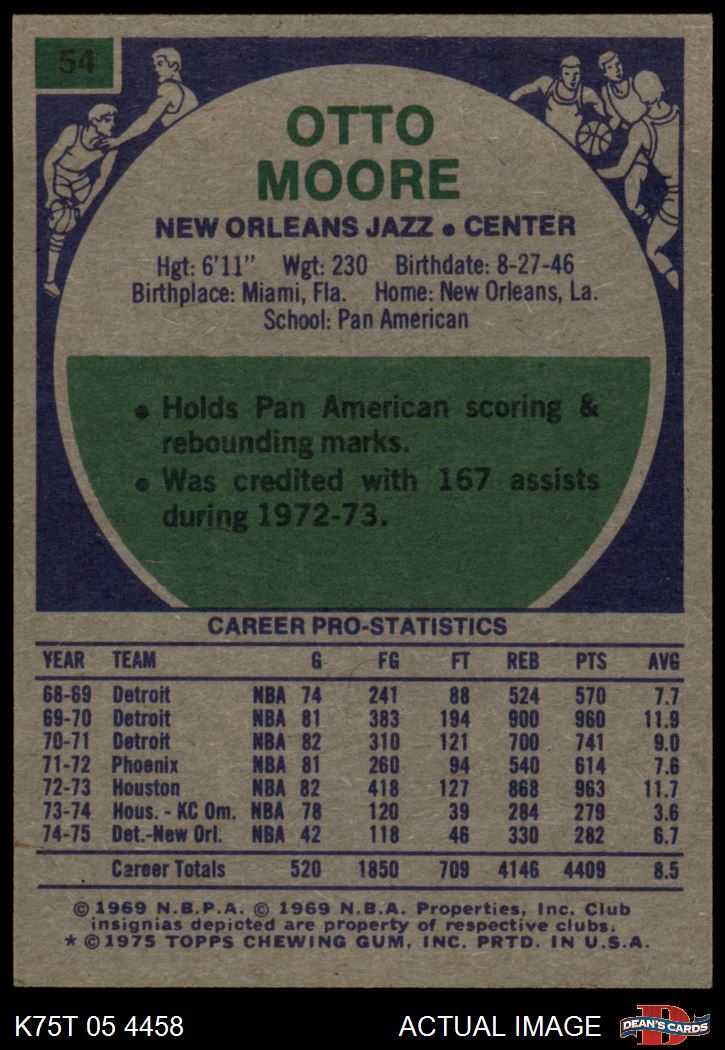 54
OTTO
MOORE
NEW ORLEANS JAZZ • CENTER
Hgt: 6'11" Wgt: 230 Birthdate: 8-27-46
Birthplace: Miami, Fla. Home: New Orleans, La.
School: Pan American
• Holds Pan American scoring &
rebounding marks.
• Was credited with 167 assists
during 1972-73.
CAREER PRO-STATISTICS
YEAR TEAM G FG FT REB PTS AVG
68-69 Detroit NBA 74 241 88 524 570 7.7
69-70 Detroit NBA 81 383 194 900 960 11.9
70-71 Detroit NBA 82 310 121 700 741 9.0
71-72 Phoenix NBA 81 260 94 540 614 7.6
72-73 Houston NBA 82 418 127 868 963 11.7
73-74 Hous. - KC Om. NBA 78 120 39 284 279 3.6
74-75 Det.-New Orl. NBA 42 118 46 330 282 6.7
Career Totals 520 1850 709 4146 4409 8.5
© 1969 N.B.P.A. © 1969 N.B.A. Properties, Inc. Club
insignias depicted are property of respective clubs.
* © 1975 TOPPS CHEWING GUM, INC. PRTD. IN U.S.A.
K75T 05 4458 ACTUAL IMAGE
D
DEAN'S CARDS